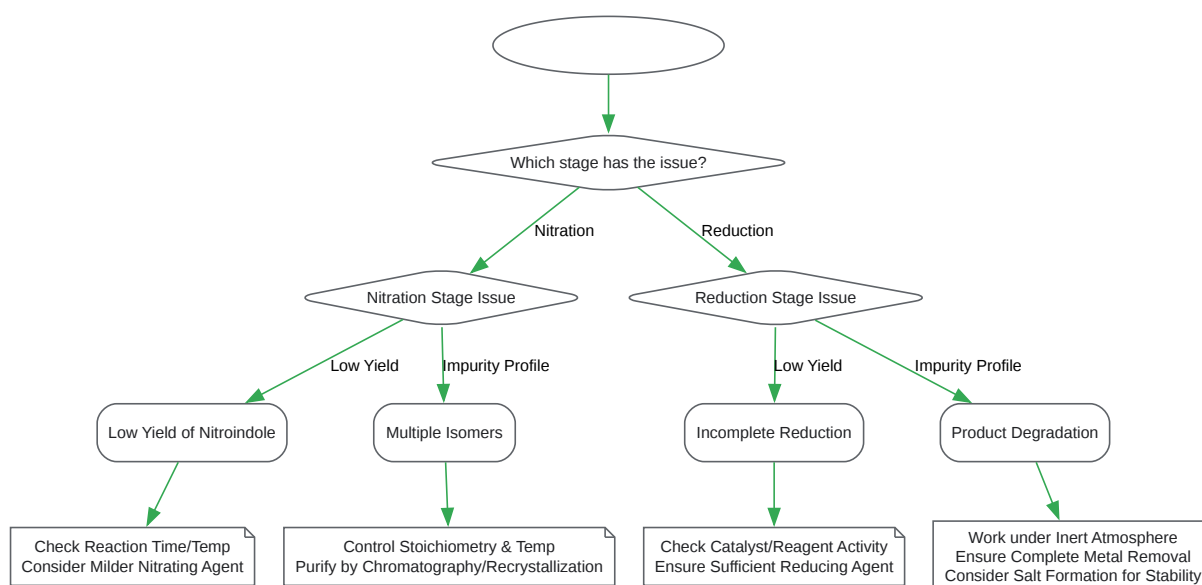 Which stage has the issue?
Nitration
Reduction
Nitration Stage Issue
Reduction Stage Issue
Low Yield
Impurity Profile
Low Yield
Impurity Profile
Low Yield of Nitroindole
Multiple Isomers
Incomplete Reduction
Product Degradation
Check Reaction Time/Temp
Consider Milder Nitrating Agent
Control Stoichiometry & Temp
Purify by Chromatography/Recrystallization
Check Catalyst/Reagent Activity
Ensure Sufficient Reducing Agent
Work under Inert Atmosphere
Ensure Complete Metal Removal
Consider Salt Formation for Stability